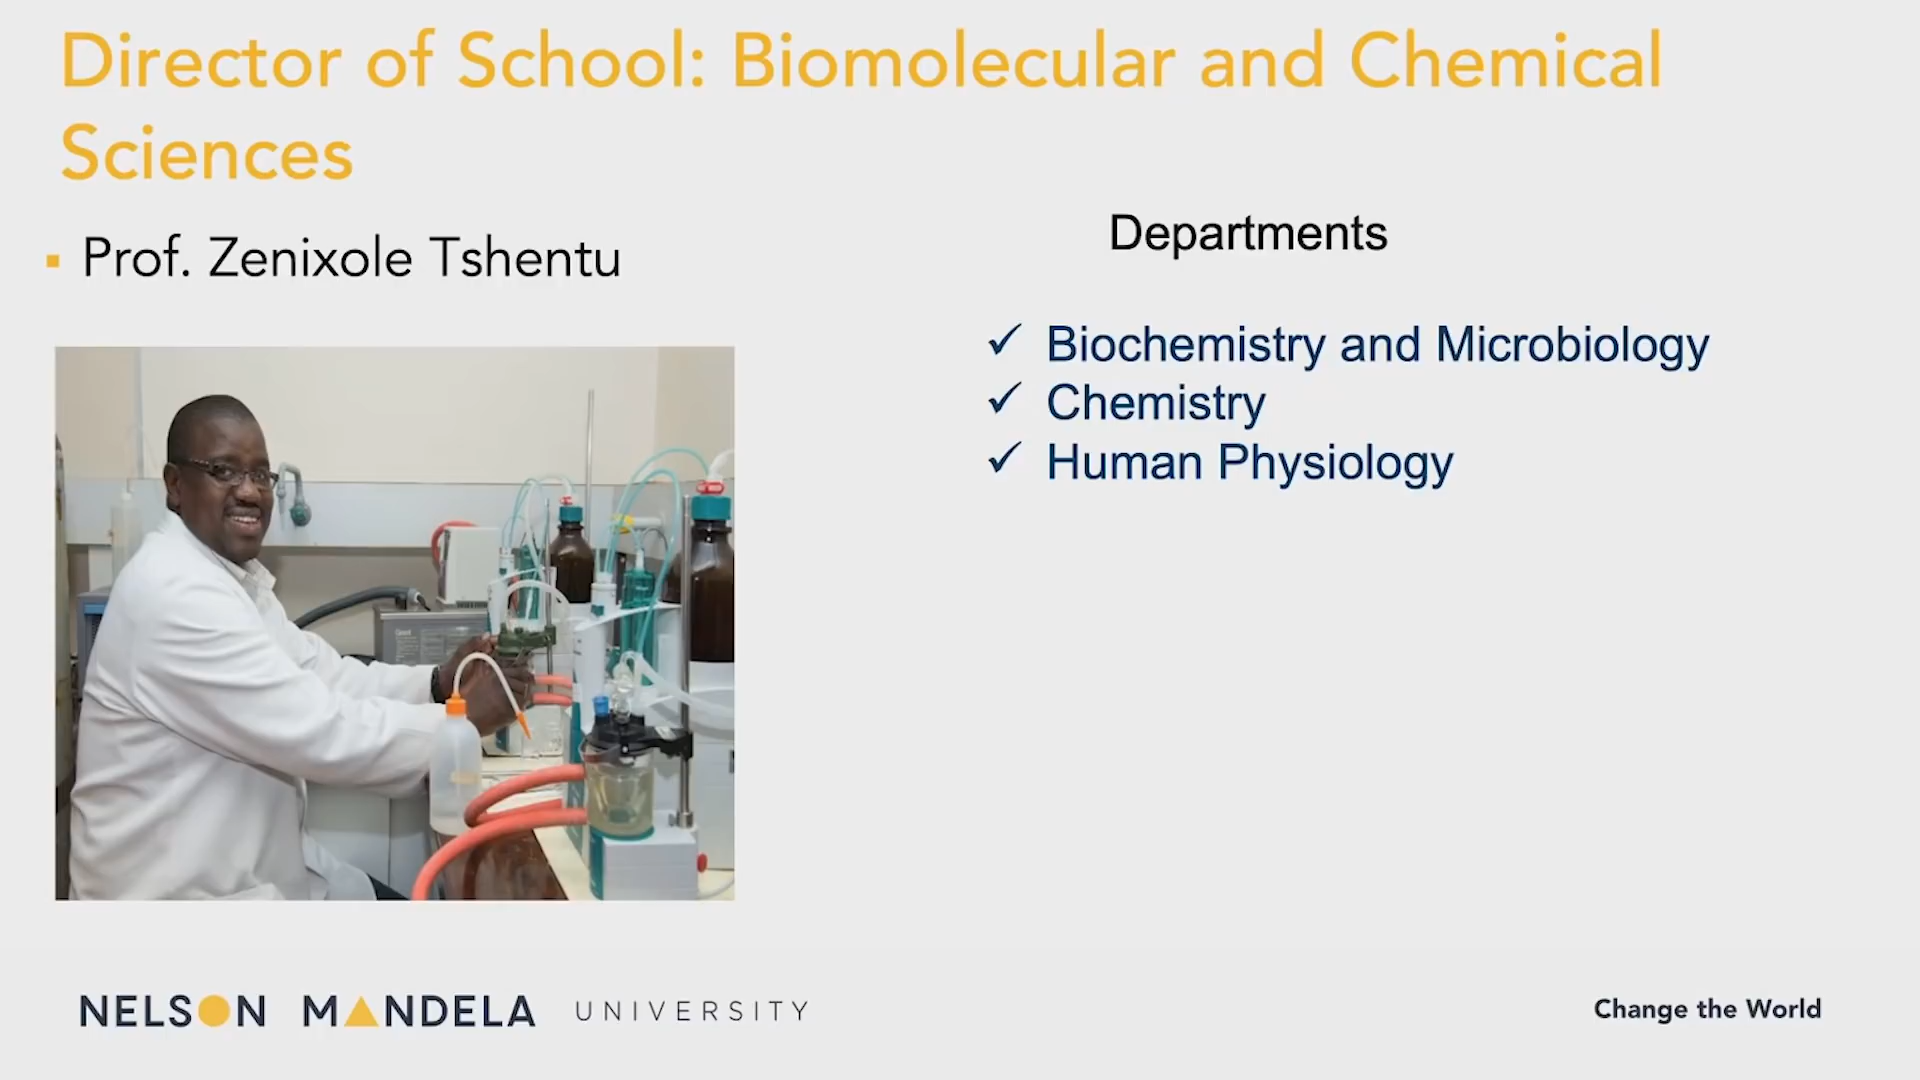 Director of School: Biomolecular and Chemical
Sciences
Prof. Zenixole Tshentu
Departments
Biochemistry and Microbiology
Chemistry
Human Physiology
NELSON MANDELA UNIVERSITY
Change the World